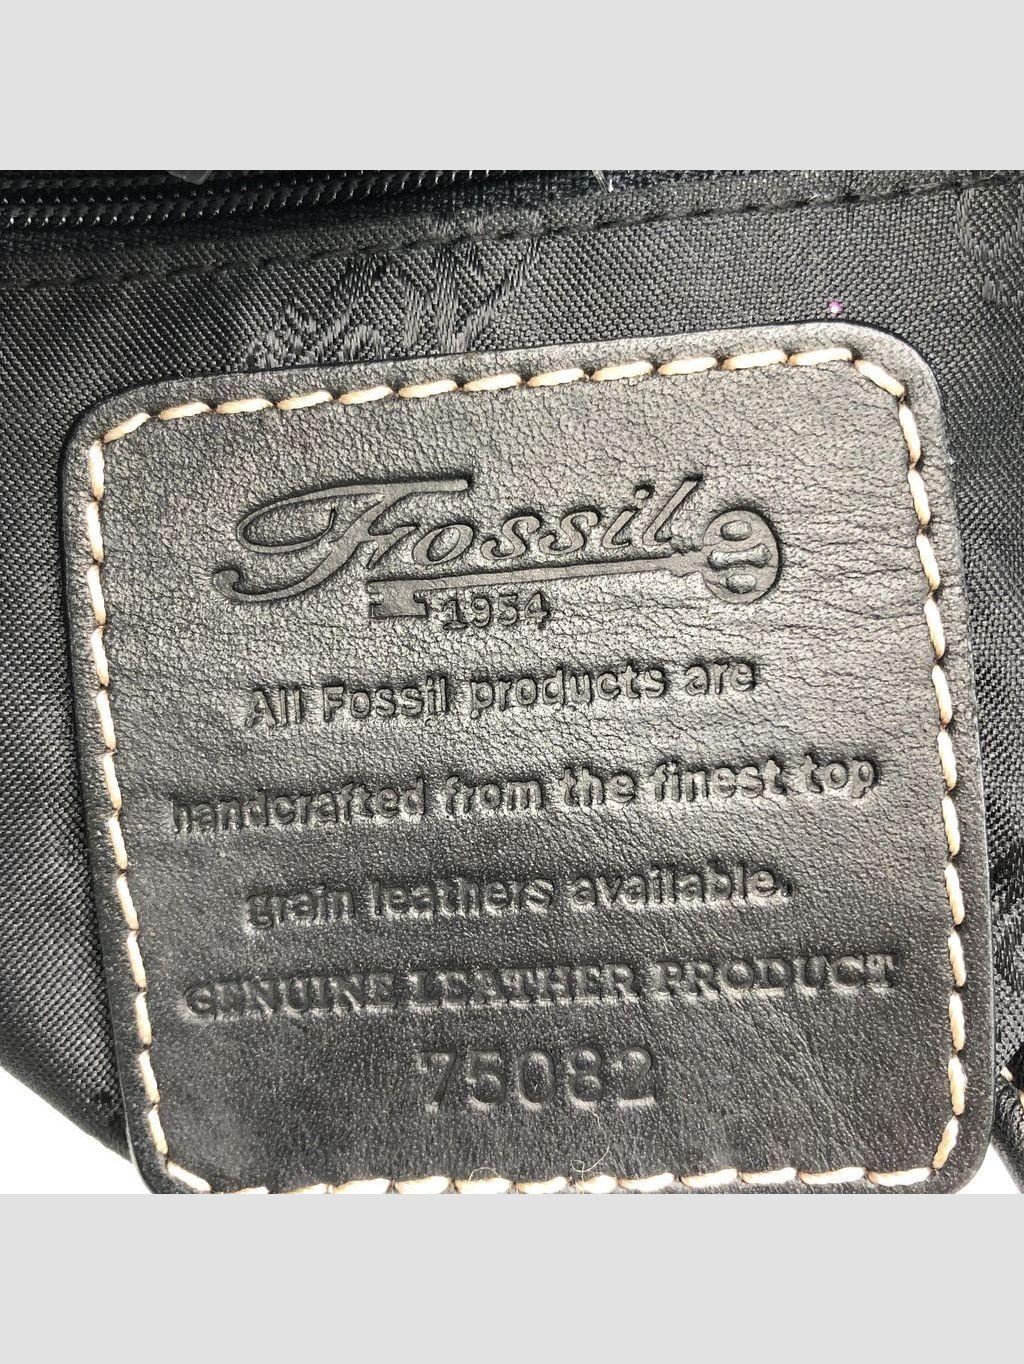 Fossil
1954
All Fossil products are
handcrafted from the finest top
grain leathers available.
GENUINE LEATHER PRODUCT
75082